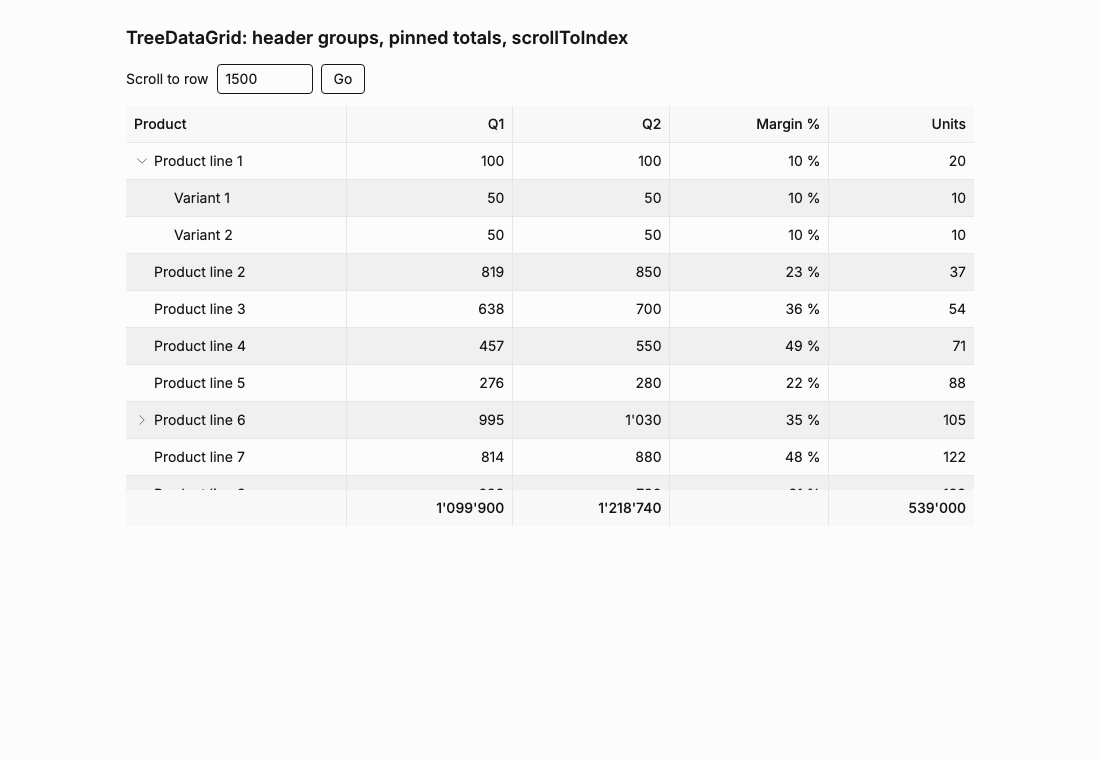 TreeDataGrid: header groups, pinned totals, scrollToIndex
Scroll to row 1500 Go
Product Q1 Q2 Margin % Units
Product line 1 100 100 10 % 20
Variant 1 50 50 10 % 10
Variant 2 50 50 10 % 10
Product line 2 819 850 23 % 37
Product line 3 638 700 36 % 54
Product line 4 457 550 49 % 71
Product line 5 276 280 22 % 88
Product line 6 995 1'030 35 % 105
Product line 7 814 880 48 % 122
1'099'900 1'218'740 539'000